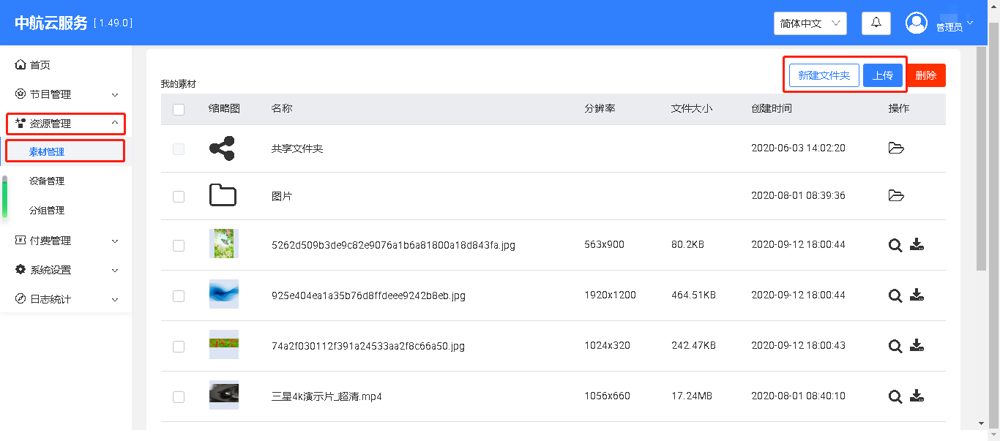 中航云服务 [ 1.49.0 ]
简体中文
管理员
首页
节目管理
资源管理
素材管理
设备管理
分组管理
付费管理
系统设置
日志统计
新建文件夹 上传 删除
我的素材
缩略图 名称 分辨率 文件大小 创建时间 操作
共享文件夹 2020-06-03 14:02:20
图片 2020-08-01 08:39:36
5262d509b3de9c82e9076a1b6a81800a18d843fa.jpg 563x900 80.2KB 2020-09-12 18:00:44
925e404ea1a35b76d8ffdeee9242b8eb.jpg 1920x1200 464.51KB 2020-09-12 18:00:44
74a2f030112f391a24533aa2f8c66a50.jpg 1024x320 242.47KB 2020-09-12 18:00:43
三星4k演示片_超清.mp4 1056x660 17.24MB 2020-08-01 08:40:10